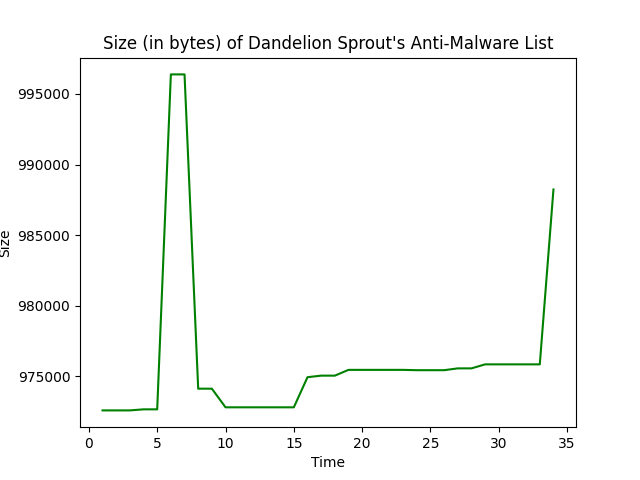 Size (in bytes) of Dandelion Sprout's Anti-Malware List
995000
990000
985000
980000
975000
Size
0 5 10 15 20 25 30 35
Time